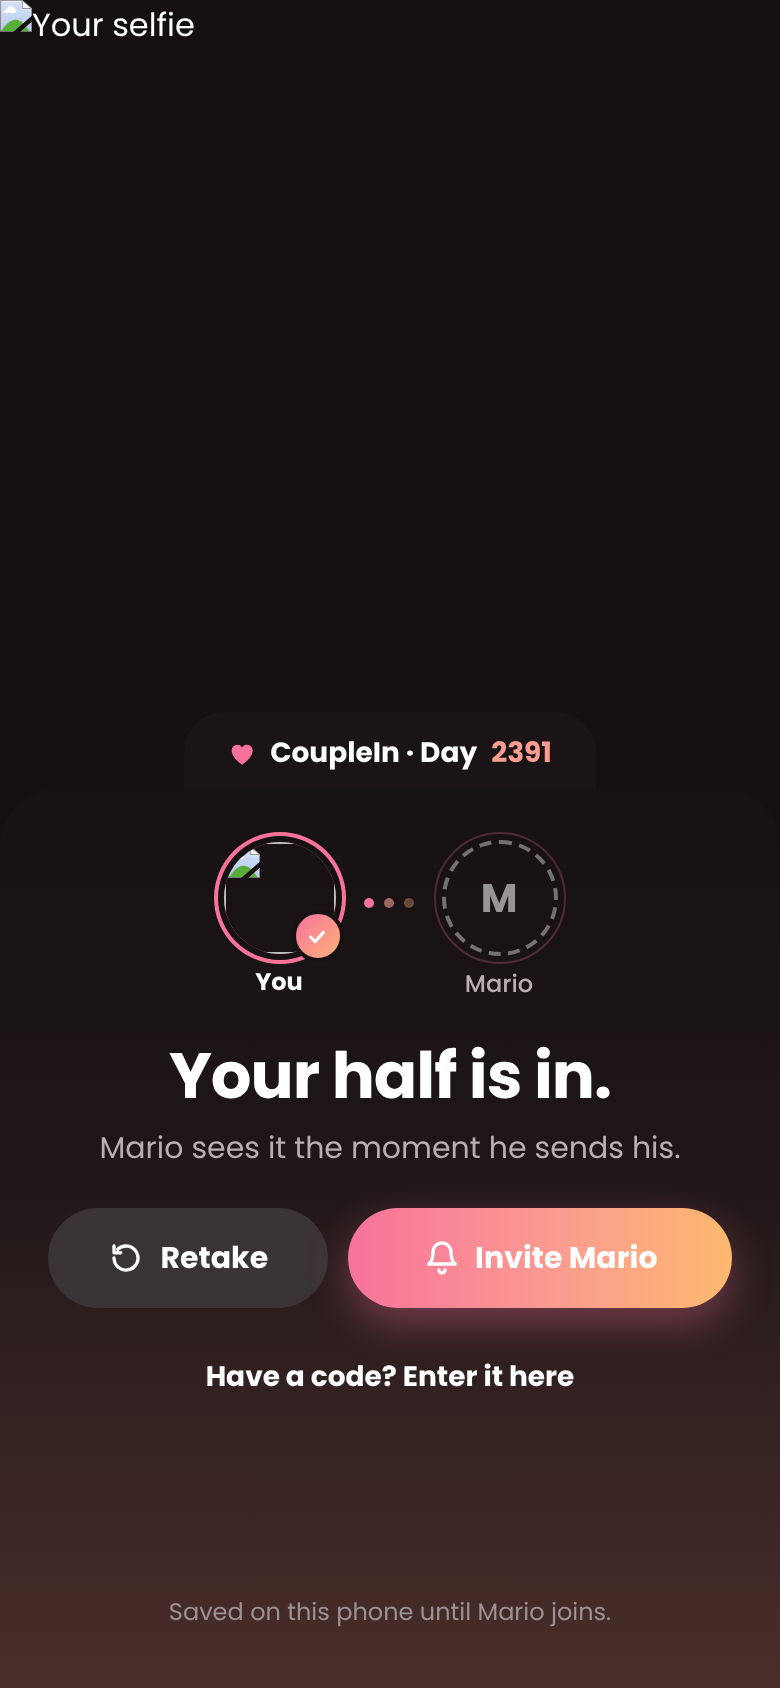 Your selfie
CoupleIn · Day 2391
M
You
Mario
Your half is in.
Mario sees it the moment he sends his.
Retake
Invite Mario
Have a code? Enter it here
Saved on this phone until Mario joins.